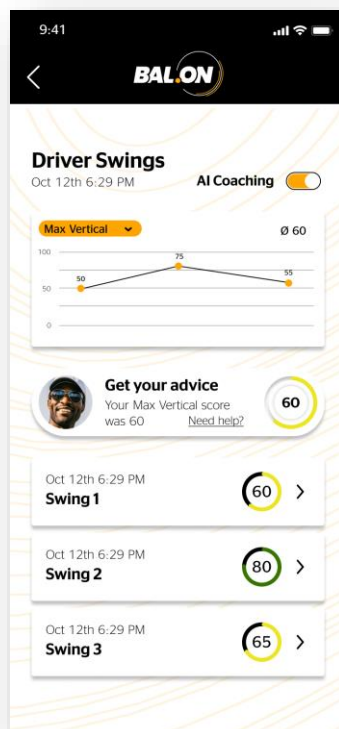 9:41
BAL.ON
Driver Swings
Oct 12th 6:29 PM
AI Coaching
Max Vertical
Ø 60
100
75
50
50
55
0
Get your advice
Your Max Vertical score
was 60
Need help?
60
Oct 12th 6:29 PM
Swing 1
60
Oct 12th 6:29 PM
Swing 2
80
Oct 12th 6:29 PM
Swing 3
65